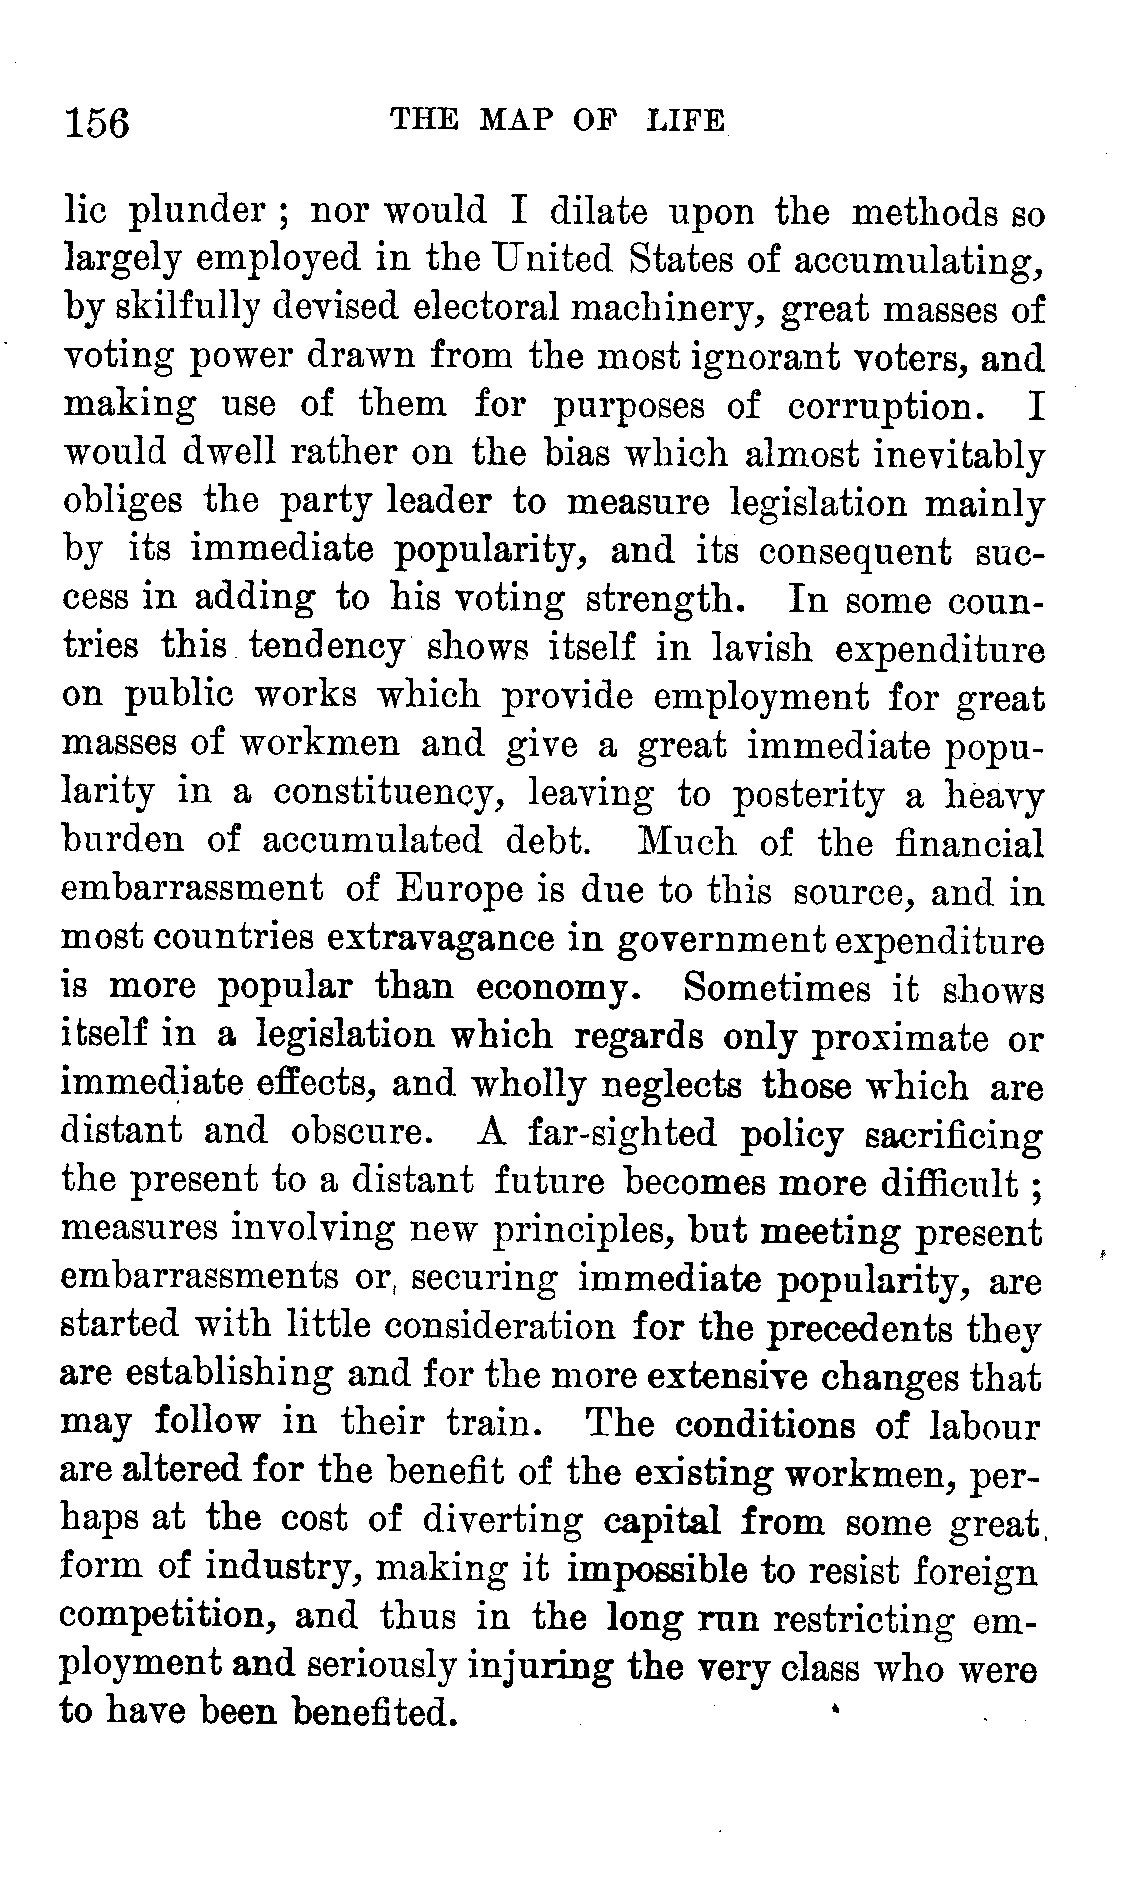 156 THE MAP OF LIFE
lic plunder ; nor would I dilate upon the methods so
largely employed in the United States of accumulating,
by skilfully devised electoral machinery, great masses of
voting power drawn from the most ignorant voters, and
making use of them for purposes of corruption. I
would dwell rather on the bias which almost inevitably
obliges the party leader to measure legislation mainly
by its immediate popularity, and its consequent suc-
cess in adding to his voting strength. In some coun-
tries this tendency shows itself in lavish expenditure
on public works which provide employment for great
masses of workmen and give a great immediate popu-
larity in a constituency, leaving to posterity a heavy
burden of accumulated debt. Much of the financial
embarrassment of Europe is due to this source, and in
most countries extravagance in government expenditure
is more popular than economy. Sometimes it shows
itself in a legislation which regards only proximate or
immediate effects, and wholly neglects those which are
distant and obscure. A far-sighted policy sacrificing
the present to a distant future becomes more difficult ;
measures involving new principles, but meeting present
embarrassments or securing immediate popularity, are
started with little consideration for the precedents they
are establishing and for the more extensive changes that
may follow in their train. The conditions of labour
are altered for the benefit of the existing workmen, per-
haps at the cost of diverting capital from some great
form of industry, making it impossible to resist foreign
competition, and thus in the long run restricting em-
ployment and seriously injuring the very class who were
to have been benefited.